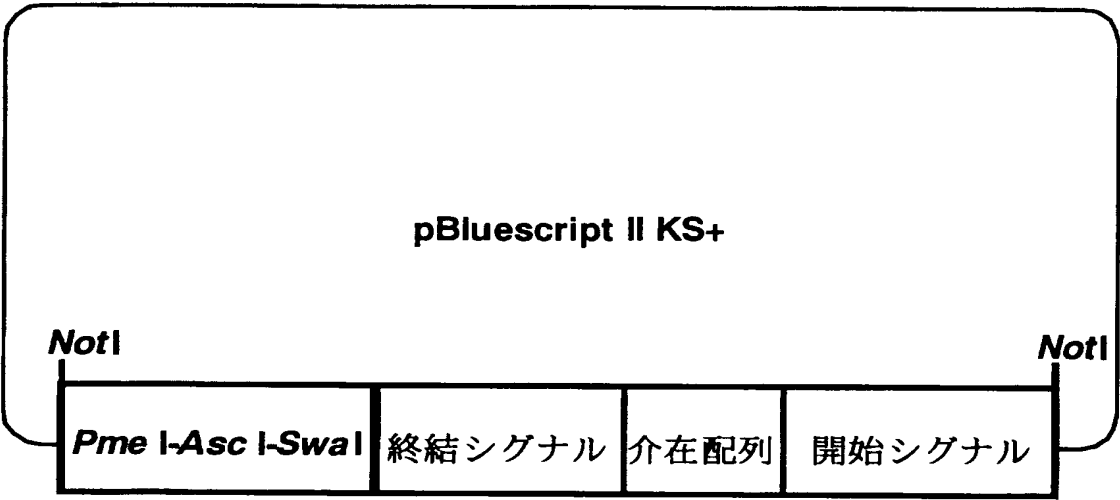 pBluescript II KS+
NotI
NotI
Pme I-Asc I-Swa I
終結シグナル
介在配列
開始シグナル